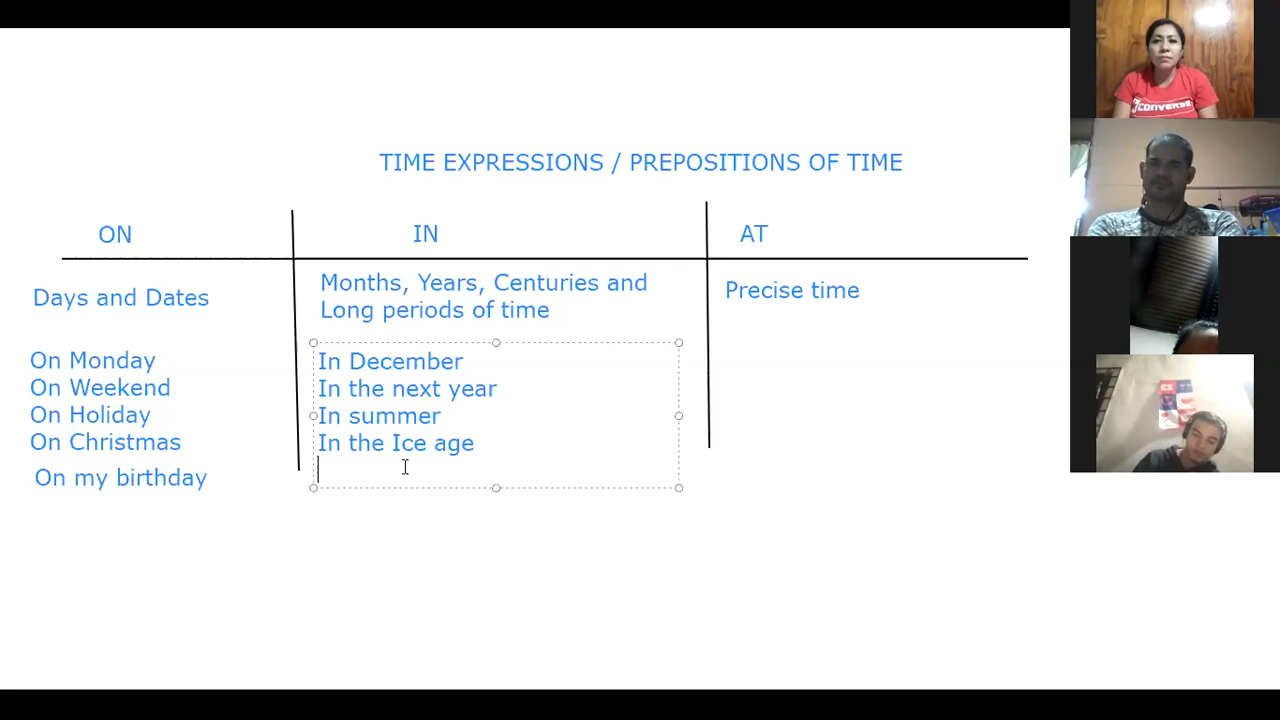 TIME EXPRESSIONS / PREPOSITIONS OF TIME
ON
IN
AT
Days and Dates
Months, Years, Centuries and
Long periods of time
Precise time
On Monday
On Weekend
On Holiday
On Christmas
On my birthday
In December
In the next year
In summer
In the Ice age
CONVERSE